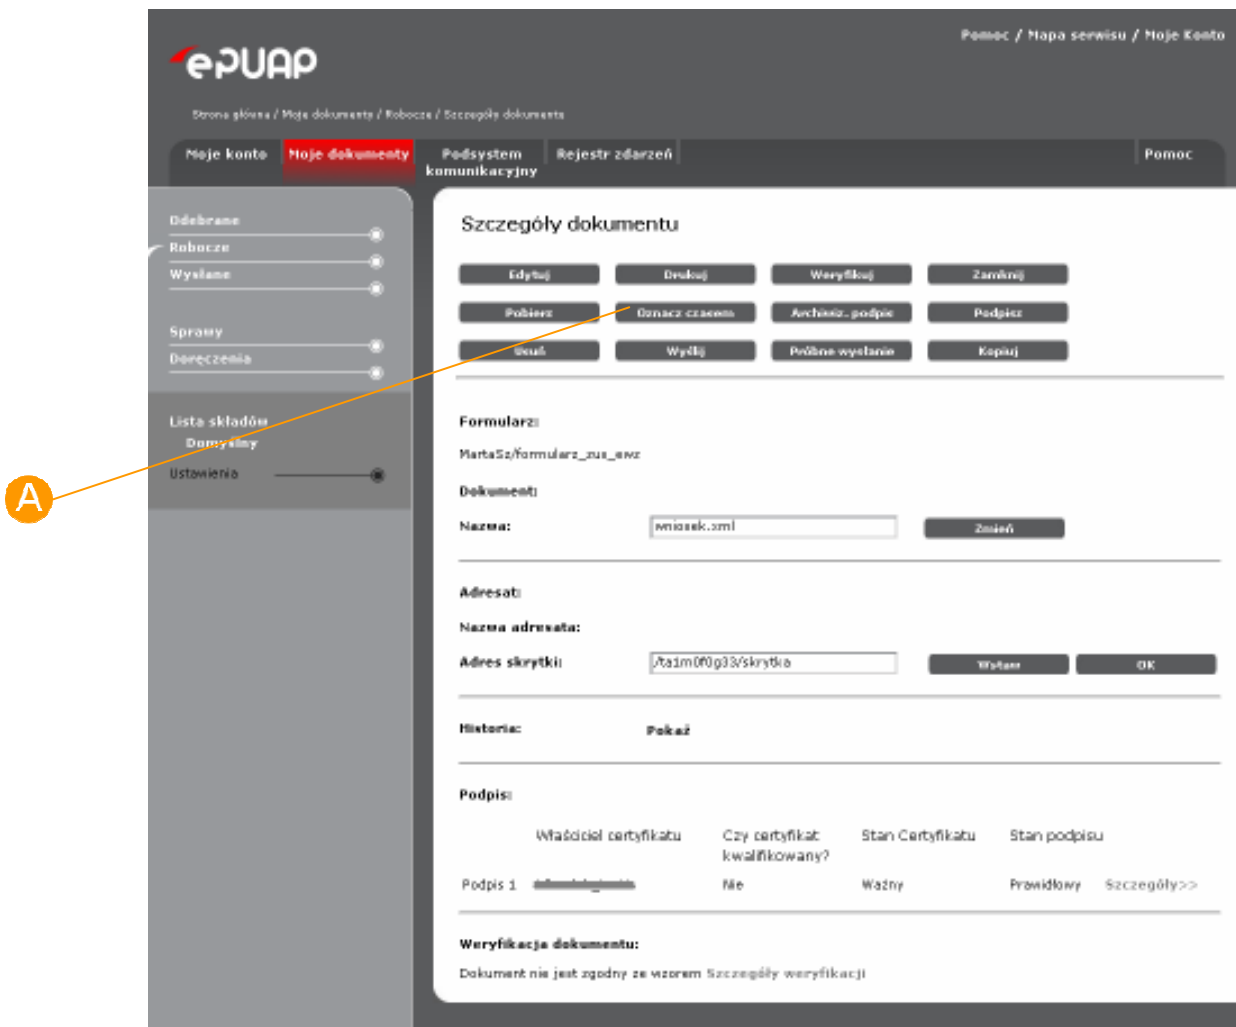 Pomoc / Mapa serwisu / Moje Konto
ePUAP
Strona główna / Moje dokumenty / Robocze / Szczegóły dokumentu
Moje konto
Moje dokumenty
Podsystem komunikacyjny
Rejestr zdarzeń
Pomoc
Odebrane
Robocze
Wysłane
Sprawy
Doręczenia
Lista składów
Domyślny
Ustawienia
A
Szczegóły dokumentu
Edytuj Drukuj Weryfikuj Zamknij
Pobierz Oznacz czasem Archiwiz. podpis Podpisz
Usuń Wyślij Próbne wysłanie Kopiuj
Formularz:
MartaSz/formularz_zus_ewz
Dokument:
Nazwa: wniosek.xml Zmień
Adresat:
Nazwa adresata:
Adres skrytki: /ta1m0f0g33/skrytka Wstaw OK
Historia: Pokaż
Podpis:
Właściciel certyfikatu Czy certyfikat kwalifikowany? Stan Certyfikatu Stan podpisu
Podpis 1 Nie Ważny Prawidłowy Szczegóły>>
Weryfikacja dokumentu:
Dokument nie jest zgodny ze wzorem Szczegóły weryfikacji